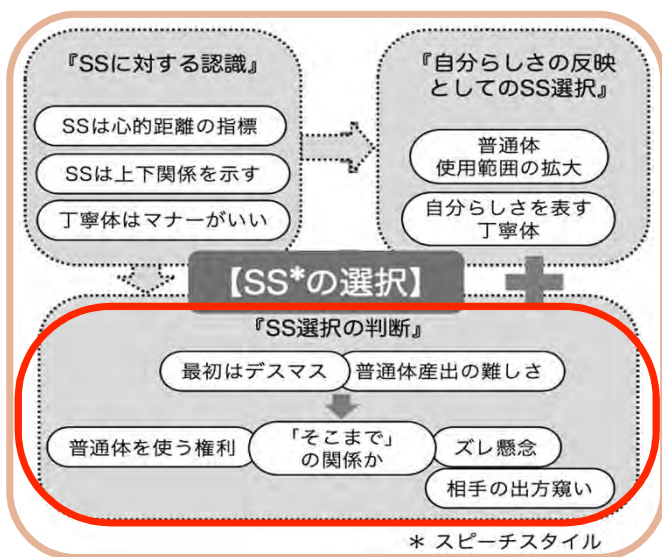 『SSに対する認識』
SSは心的距離の指標
SSは上下関係を示す
丁寧体はマナーがいい
『自分らしさの反映
としてのSS選択』
普通体
使用範囲の拡大
自分らしさを表す
丁寧体
【SS*の選択】
『SS選択の判断』
最初はデスマス
普通体産出の難しさ
普通体を使う権利
「そこまで」
の関係か
ズレ懸念
相手の出方窺い
* スピーチスタイル